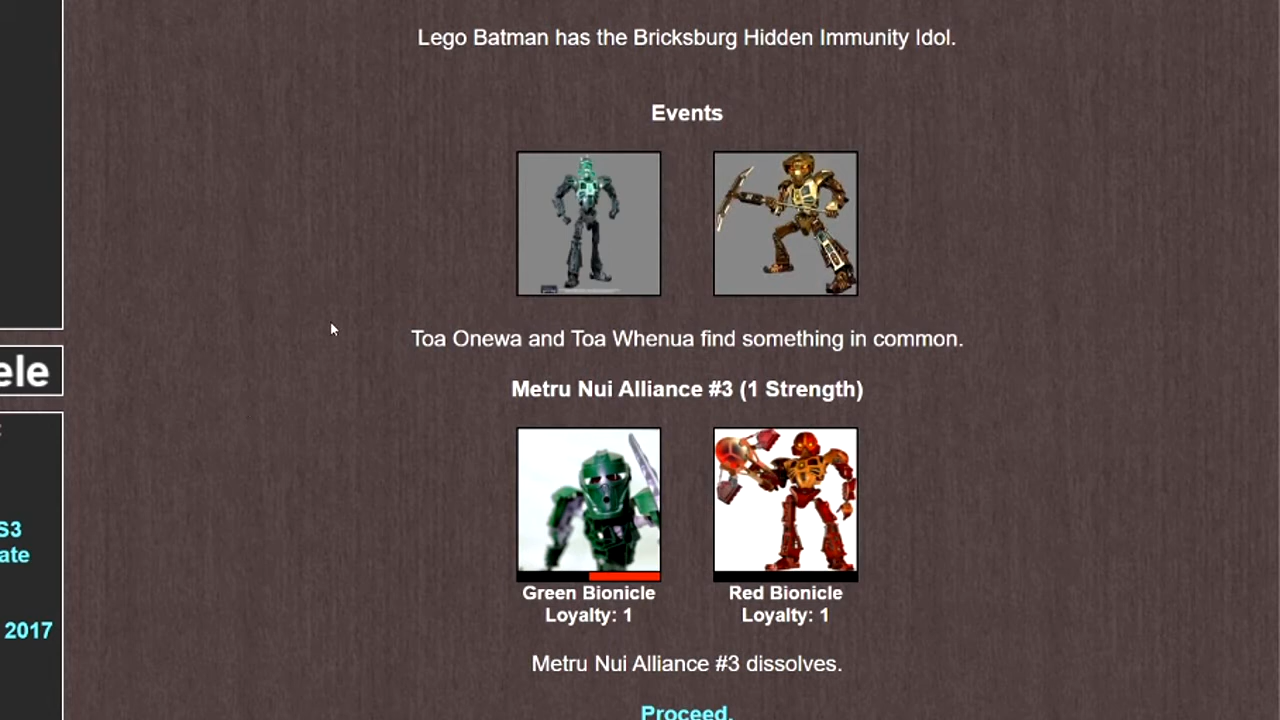 Lego Batman has the Bricksburg Hidden Immunity Idol.
Events
Toa Onewa and Toa Whenua find something in common.
ele
Metru Nui Alliance #3 (1 Strength)
S3
ate
Green Bionicle
Loyalty: 1
Red Bionicle
Loyalty: 1
2017
Metru Nui Alliance #3 dissolves.
Proceed.